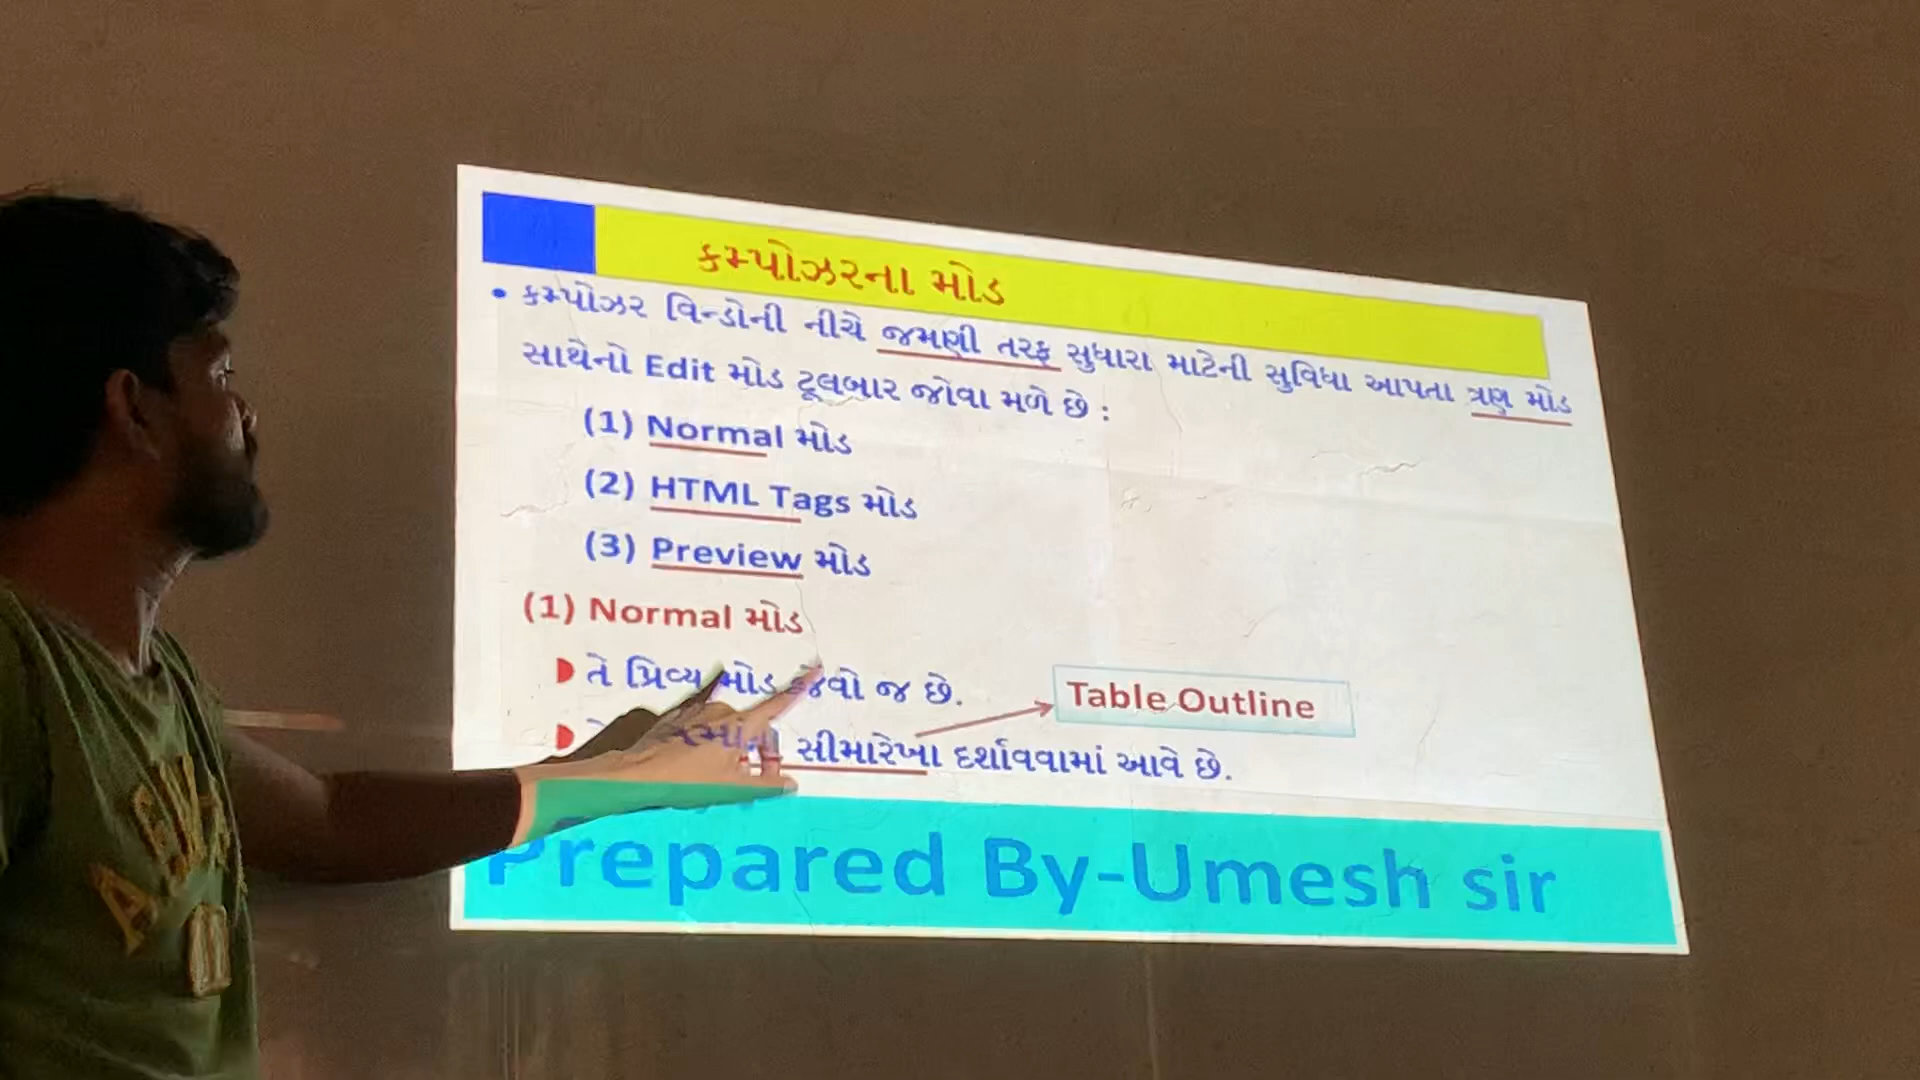 કમ્પોઝરના મોડ
• કમ્પોઝર વિન્ડોની નીચે જમણી તરફ સુધારા માટેની સુવિધા આપતા ત્રણ મોડ
સાથેનો Edit મોડ ટૂલબાર જોવા મળે છે :
(1) Normal મોડ
(2) HTML Tags મોડ
(3) Preview મોડ
(1) Normal મોડ
તે પ્રિવ્યૂ મોડ જેવો જ છે.
Table Outline
સીમારેખા દર્શાવવામાં આવે છે.
Prepared By-Umesh sir